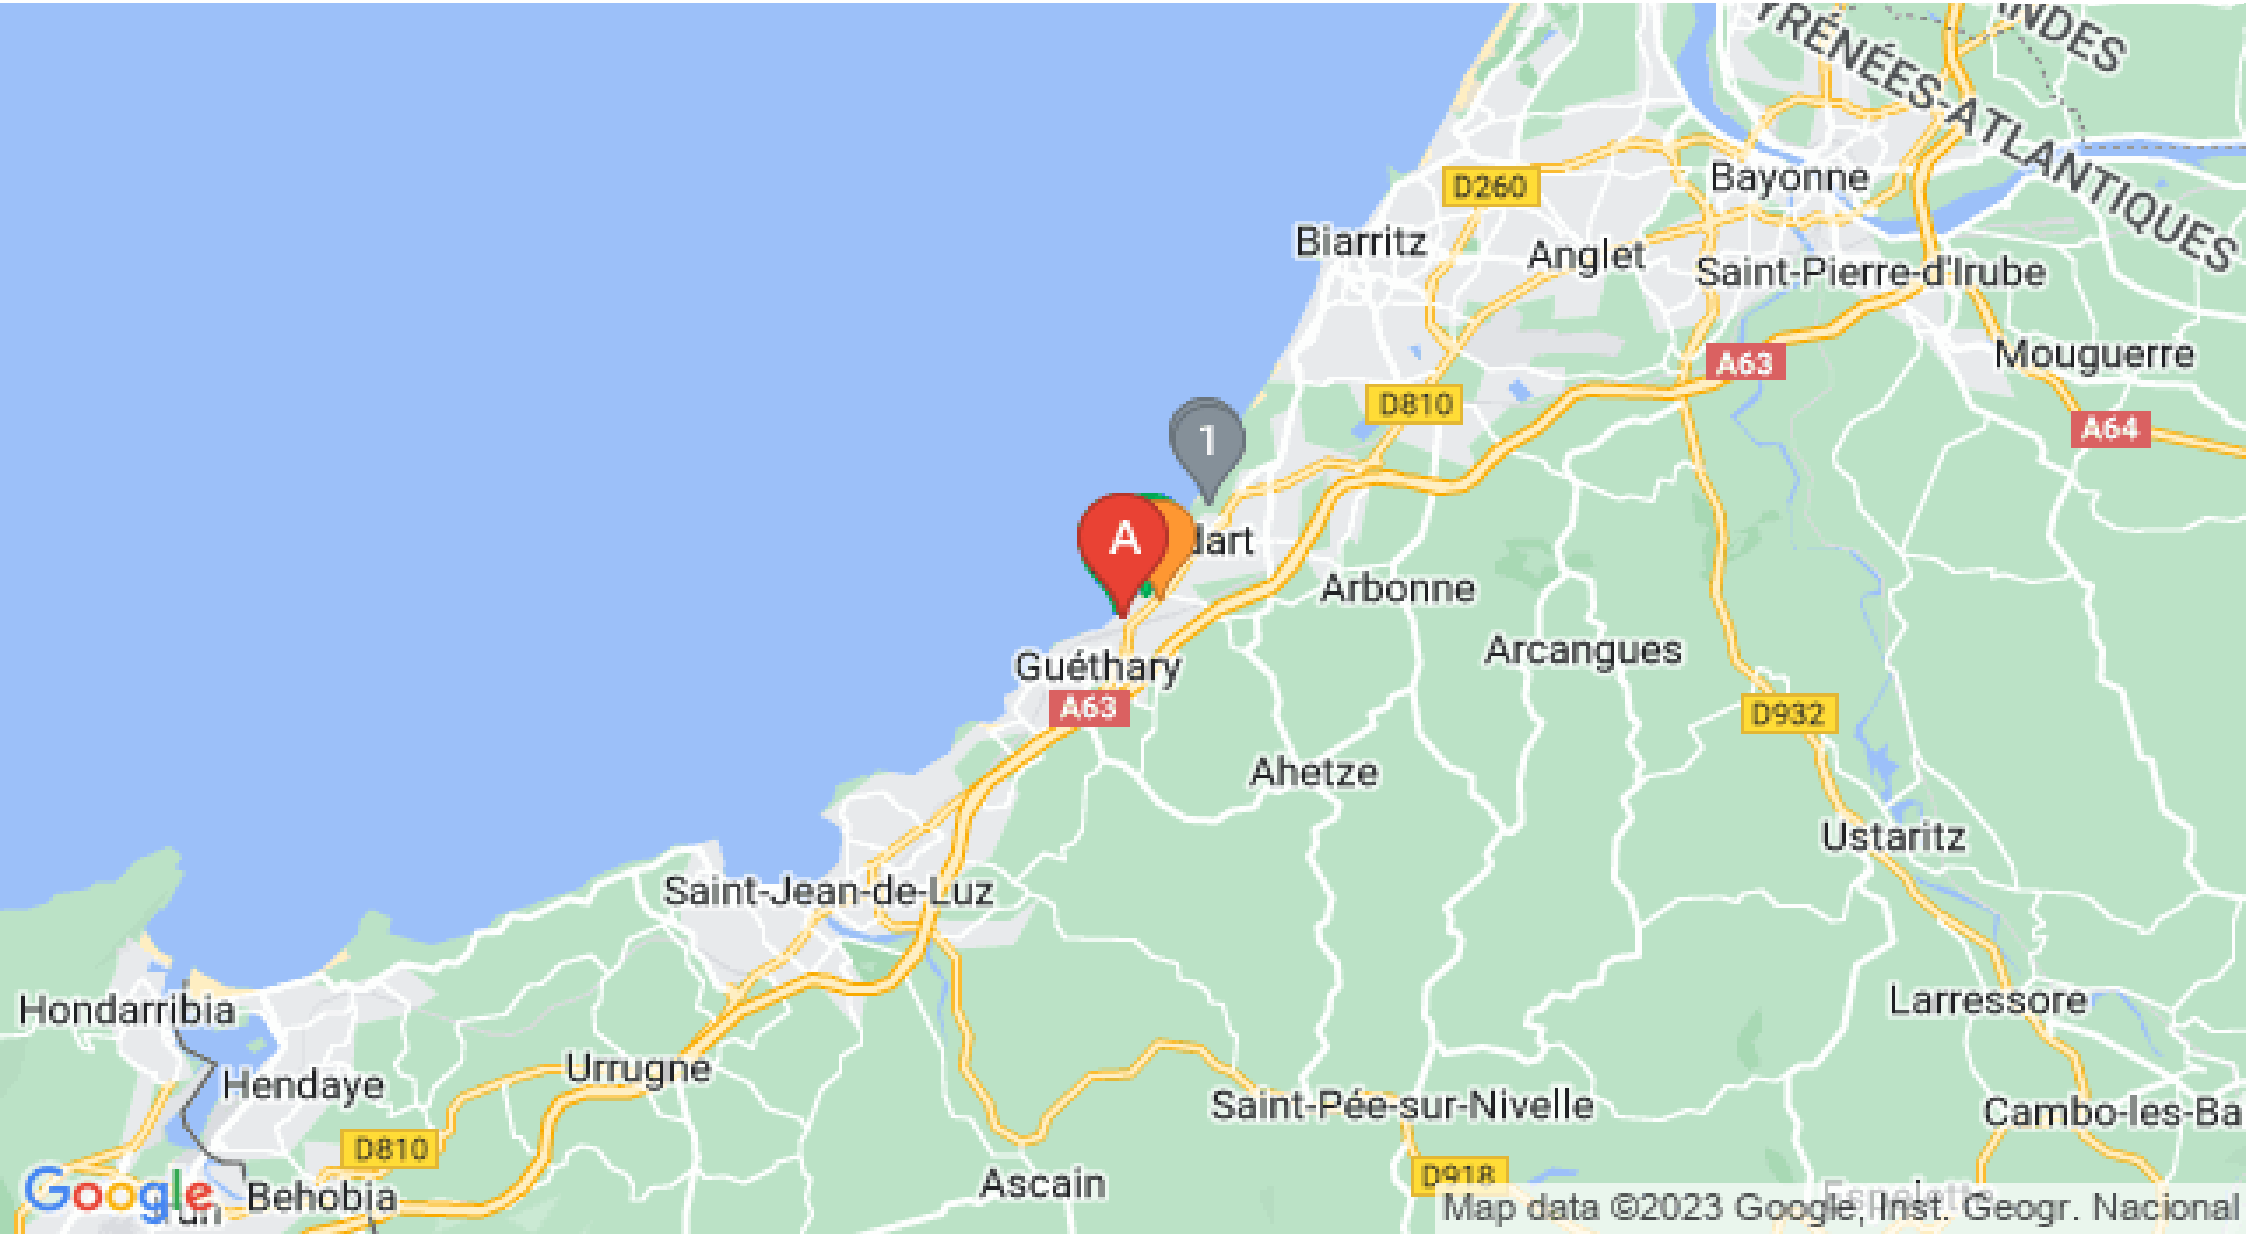 INDES
PYRÉNÉES-ATLANTIQUES
D260
Bayonne
Biarritz
Anglet
Saint-Pierre-d'Irube
A63
Mouguerre
D810
A64
1
A
dart
Arbonne
Arcangues
Guéthary
A63
D932
Ahetze
Ustaritz
Saint-Jean-de-Luz
Larressore
Hondarribia
Urrugne
Hendaye
Saint-Pée-sur-Nivelle
Cambo-les-Ba
D810
Ascain
D918
Google
Behobia
Map data ©2023 Google, Inst. Geogr. Nacional